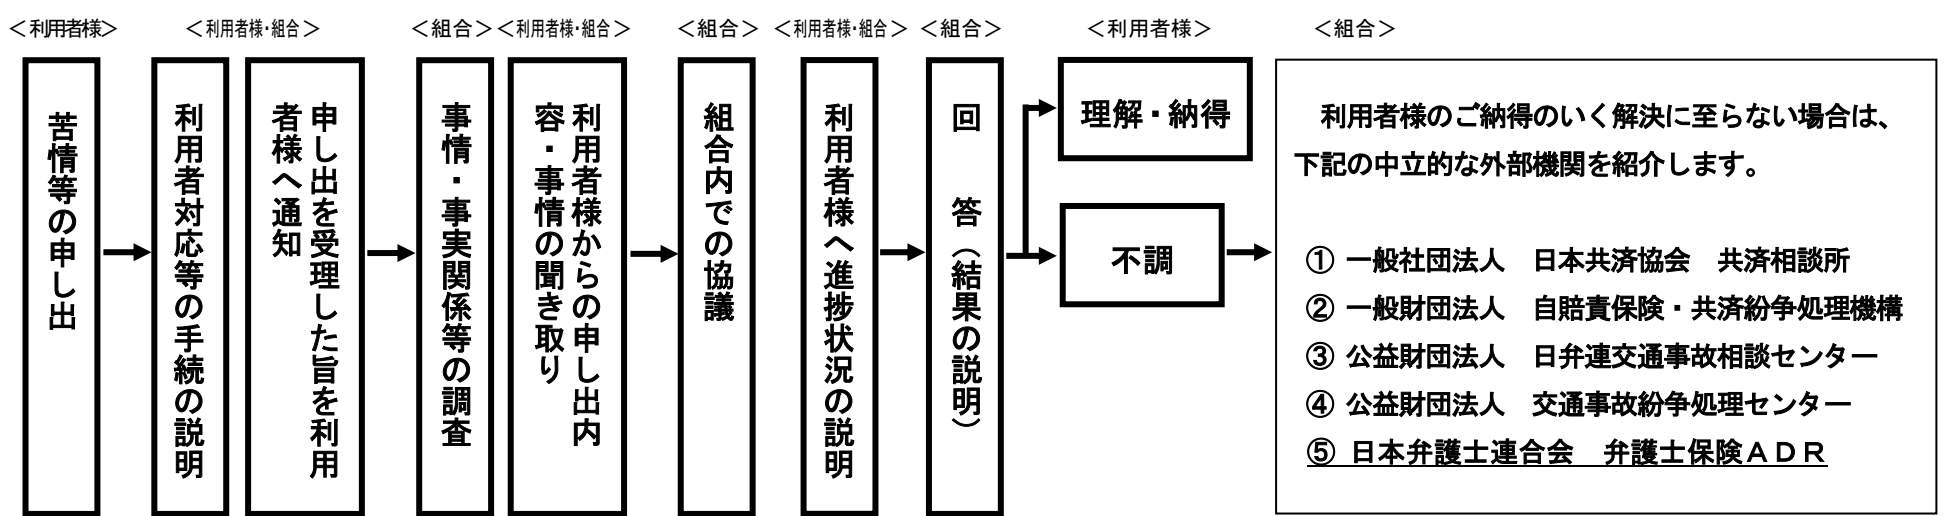 ＜利用者様＞
＜利用者様・組合＞
＜組合＞
＜利用者様・組合＞
＜組合＞
＜利用者様・組合＞
＜組合＞
＜利用者様＞
＜組合＞
苦情等の申し出
利用者対応等の手続の説明
申し出を受理した旨を利用
者様へ通知
事情・事実関係等の調査
利用者様からの申し出内
容・事情の聞き取り
組合内での協議
利用者様へ進捗状況の説明
回　答（結果の説明）
理解・納得
不調
利用者様のご納得のいく解決に至らない場合は、
下記の中立的な外部機関を紹介します。
① 一般社団法人　日本共済協会　共済相談所
② 一般財団法人　自賠責保険・共済紛争処理機構
③ 公益財団法人　日弁連交通事故相談センター
④ 公益財団法人　交通事故紛争処理センター
⑤ 日本弁護士連合会　弁護士保険ＡＤＲ